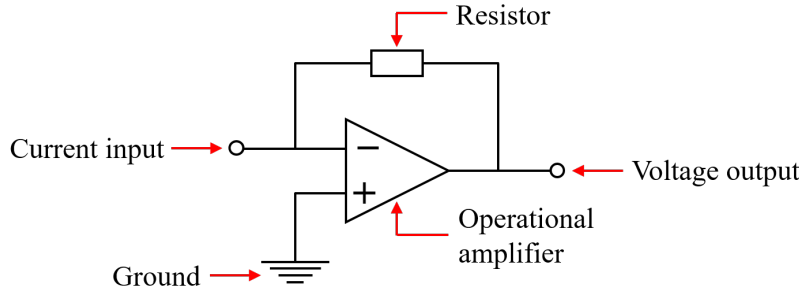 Resistor
Current input
Voltage output
Operational
amplifier
Ground